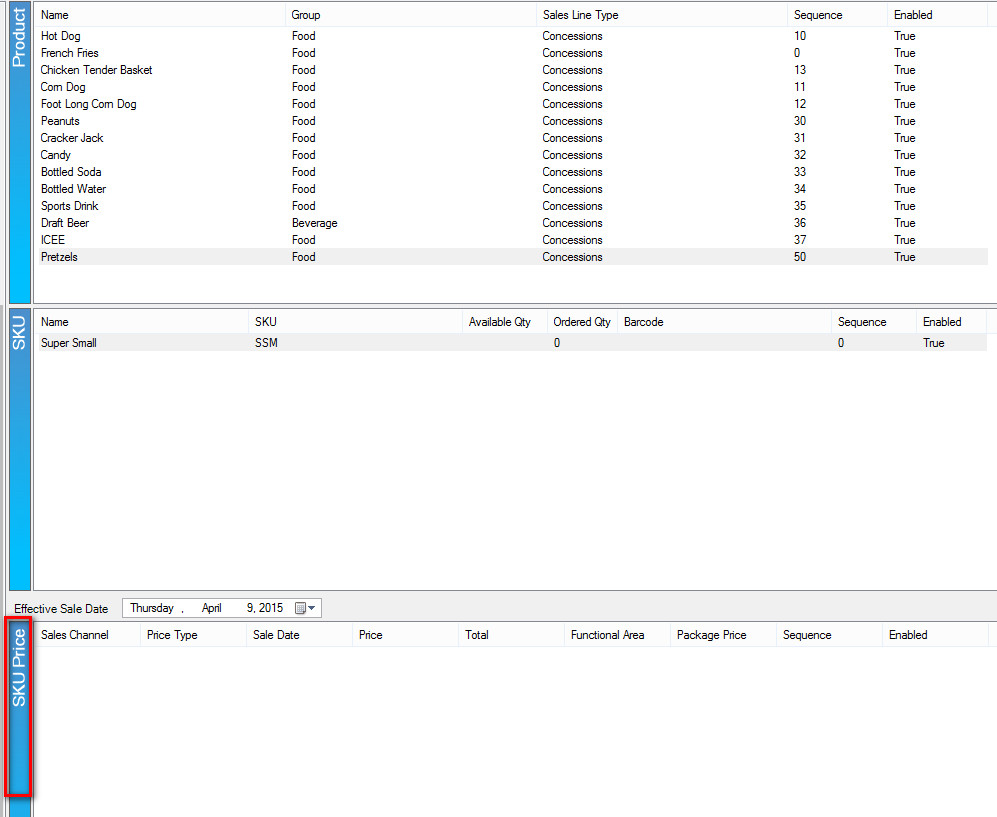 Product
Name Group Sales Line Type Sequence Enabled
Hot Dog Food Concessions 10 True
French Fries Food Concessions 0 True
Chicken Tender Basket Food Concessions 13 True
Corn Dog Food Concessions 11 True
Foot Long Corn Dog Food Concessions 12 True
Peanuts Food Concessions 30 True
Cracker Jack Food Concessions 31 True
Candy Food Concessions 32 True
Bottled Soda Food Concessions 33 True
Bottled Water Food Concessions 34 True
Sports Drink Food Concessions 35 True
Draft Beer Beverage Concessions 36 True
ICEE Food Concessions 37 True
Pretzels Food Concessions 50 True
SKU
Name SKU Available Qty Ordered Qty Barcode Sequence Enabled
Super Small SSM 0 0 True
Effective Sale Date Thursday , April 9, 2015
SKU Price
Sales Channel Price Type Sale Date Price Total Functional Area Package Price Sequence Enabled